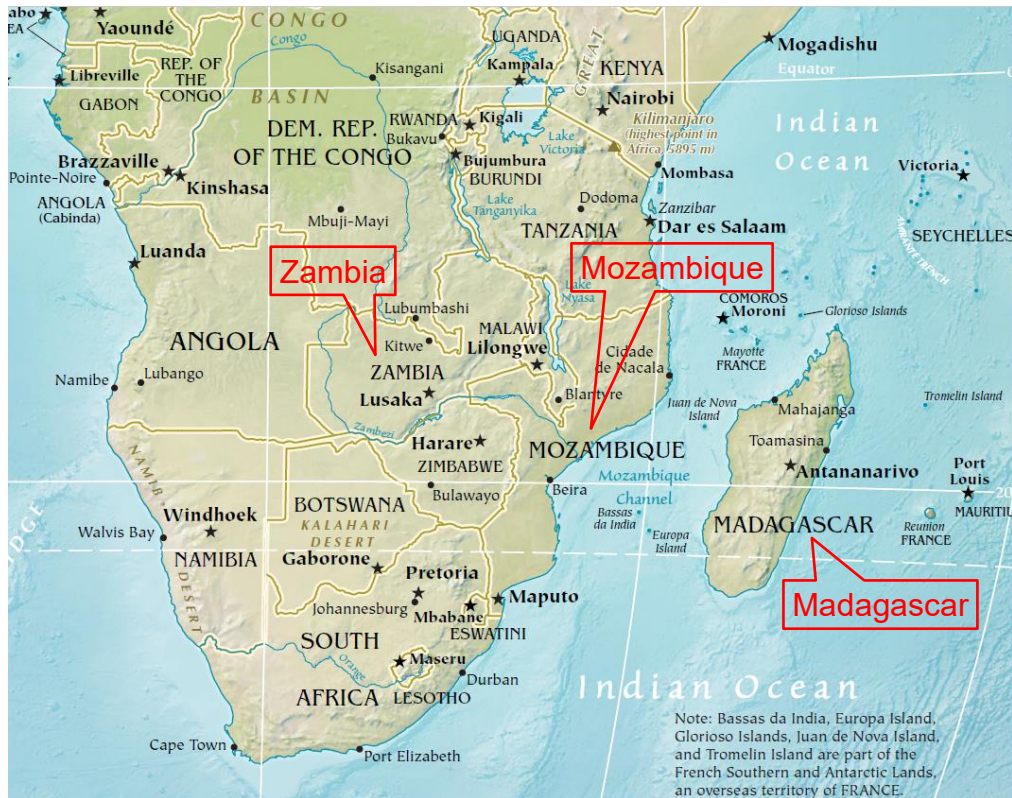 CONGO
Yaoundé
Congo
UGANDA
Mogadishu
Kampala
Equator
REP. OF
THE
CONGO
Kisangani
GREAT
KENYA
Libreville
GABON
BASIN
Nairobi
RWANDA
Kigali
Bukavu
Kilimanjaro
(highest point in
Africa, 5895 m)
Indian
Ocean
DEM. REP.
OF THE CONGO
Lake
Victoria
Brazzaville
Bujumbura
BURUNDI
Victoria
Pointe-Noire
Kinshasa
Mombasa
ANGOLA
(Cabinda)
Lake
Tanganyika
Dodoma
Zanzibar
Mbuji-Mayi
TANZANIA
Dar es Salaam
SEYCHELLES
Luanda
Zambia
Mozambique
Lake
Nyasa
COMOROS
Moroni
Glorioso Islands
Lubumbashi
MALAWI
Lilongwe
ANGOLA
Kitwe
Cidade
de Nacala
Mayotte
FRANCE
Namibe
Lubango
ZAMBIA
Lusaka
Blantyre
Juan de Nova
Island
Mahajanga
Tromelin Island
Zambezi
Harare
MOZAMBIQUE
Toamasina
ZIMBABWE
Antananarivo
Port
Louis
Mozambique
Channel
Bulawayo
Beira
20
NAMIB
DESERT
BOTSWANA
KALAHARI
DESERT
Bassas
da India
MAURITIU
Windhoek
MADAGASCAR
Reunion
FRANCE
Walvis Bay
Europa
Island
NAMIBIA
Gaborone
Pretoria
Johannesburg
Maputo
Madagascar
Mbabane
ESWATINI
SOUTH
AFRICA
Orange
Maseru
LESOTHO
Durban
Indian Ocean
Cape Town
Port Elizabeth
Note: Bassas da India, Europa Island,
Glorioso Islands, Juan de Nova Island,
and Tromelin Island are part of the
French Southern and Antarctic Lands,
an overseas territory of FRANCE.